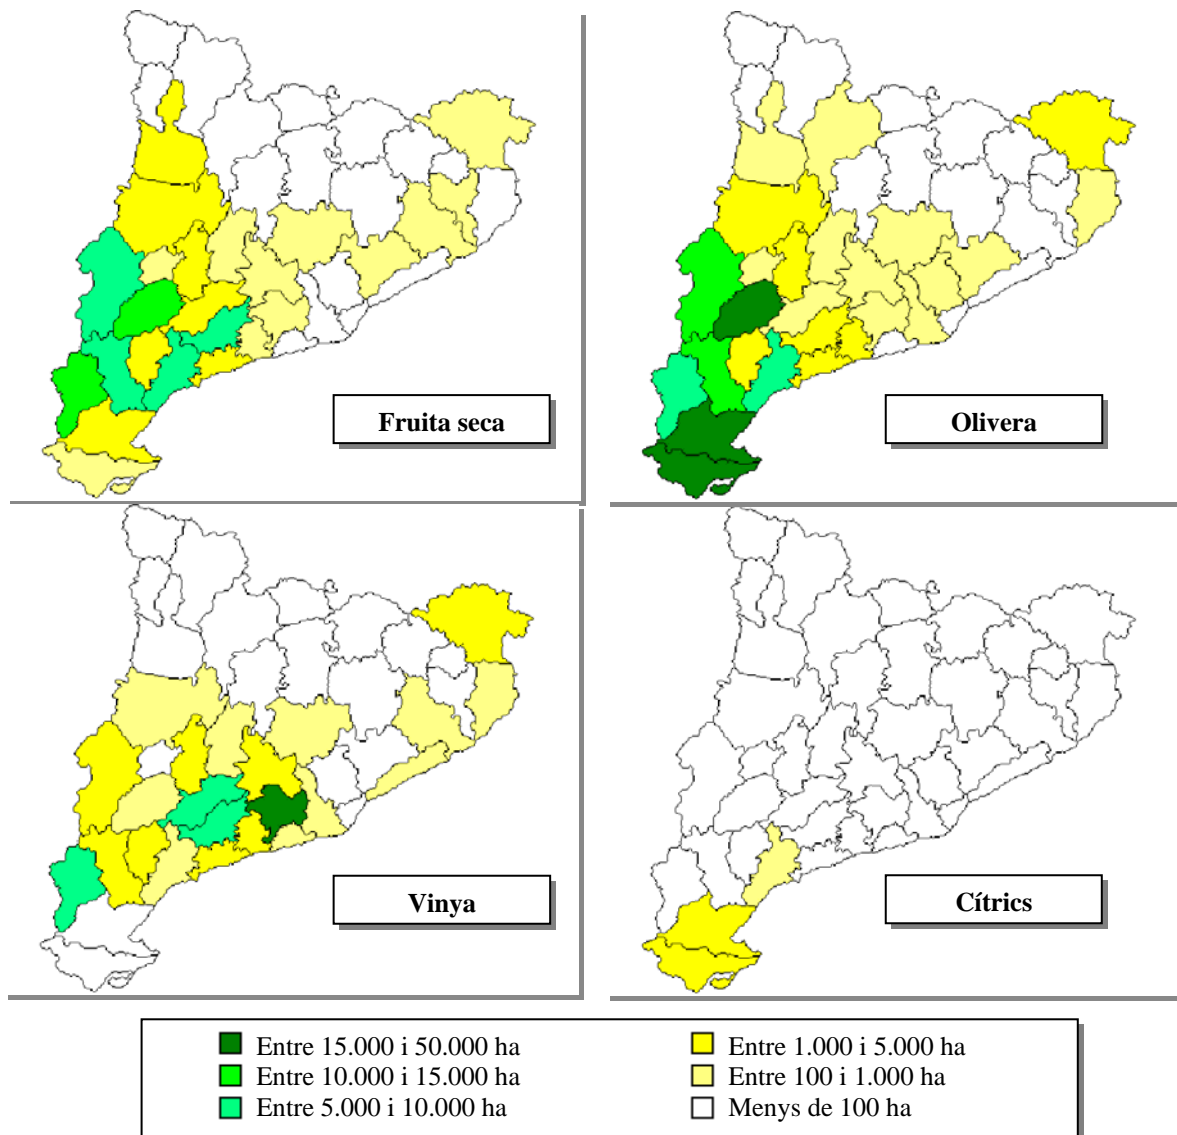 Fruita seca
Olivera
Vinya
Cítrics
Entre 15.000 i 50.000 ha
Entre 10.000 i 15.000 ha
Entre 5.000 i 10.000 ha
Entre 1.000 i 5.000 ha
Entre 100 i 1.000 ha
Menys de 100 ha